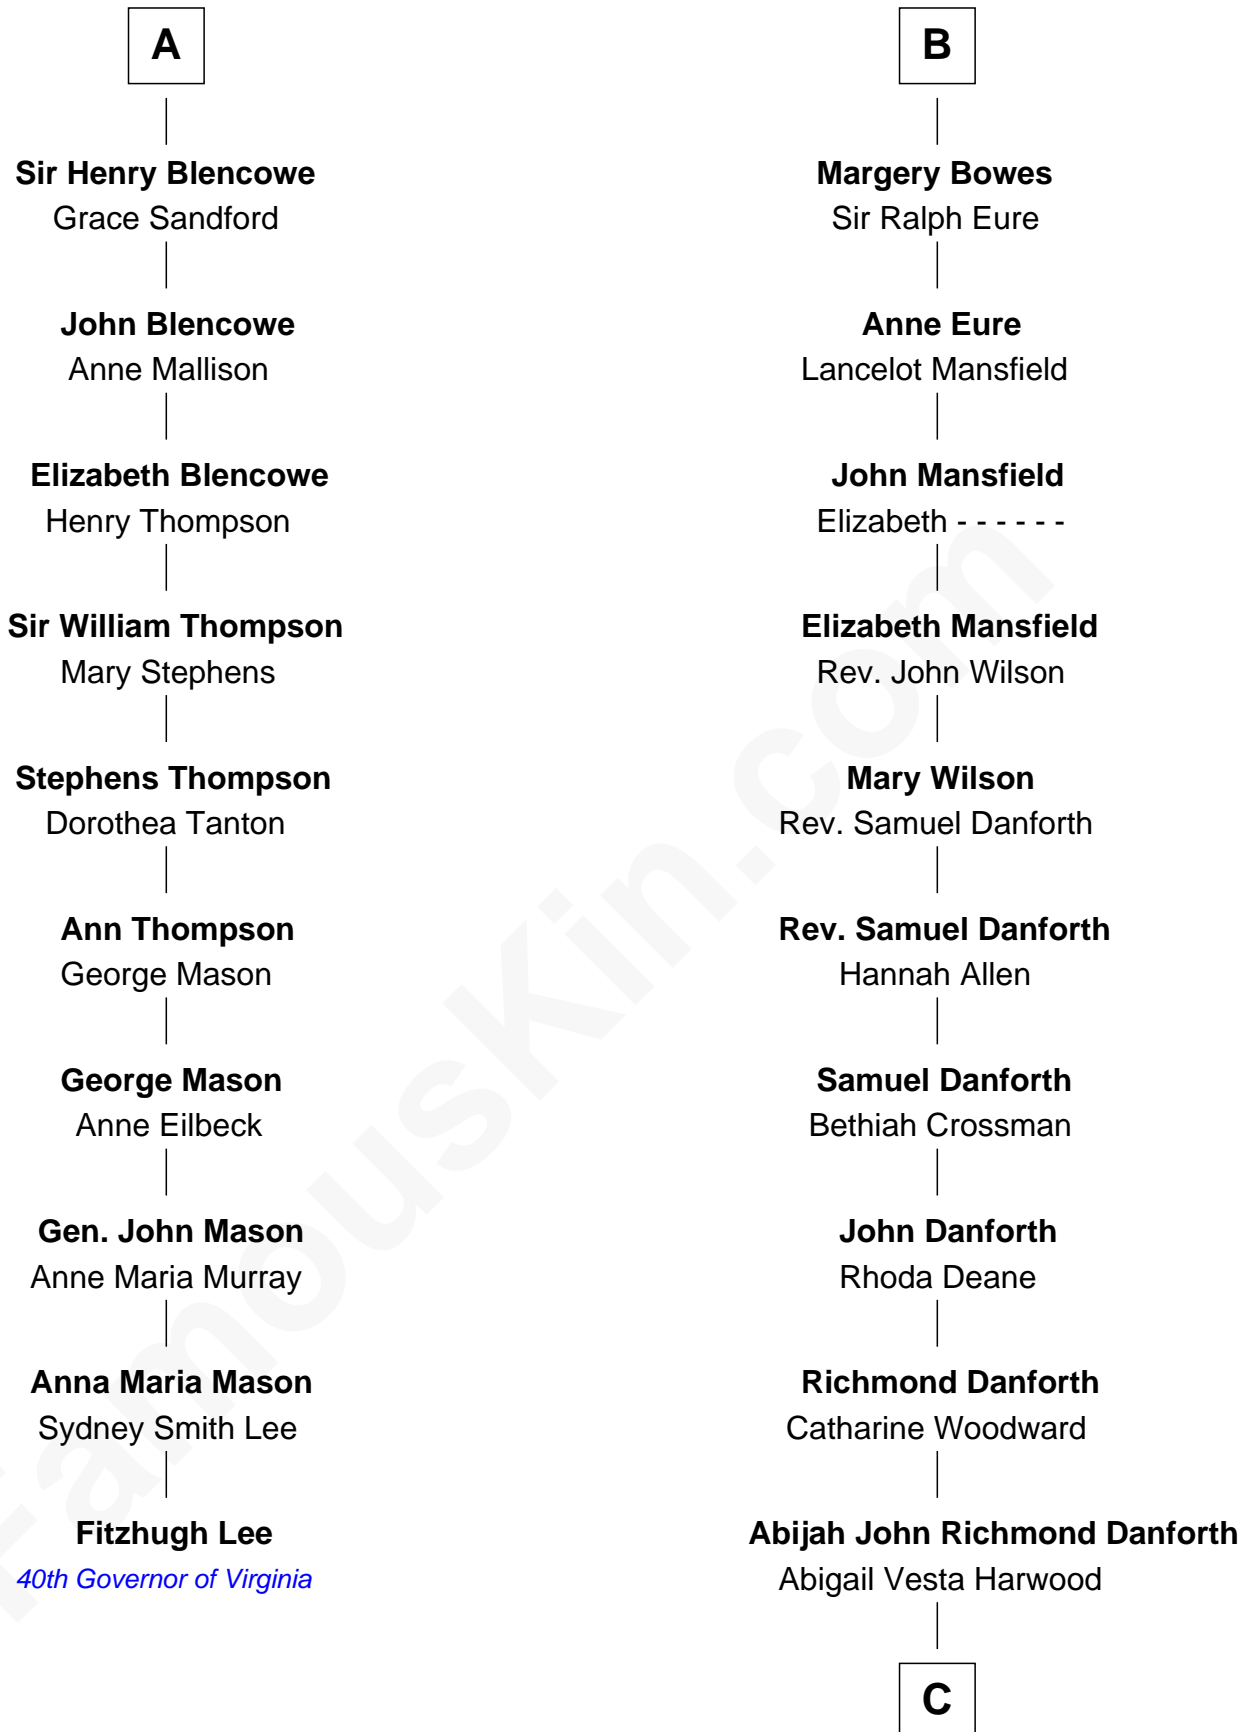 A
Sir Henry Blencowe
Grace Sandford
John Blencowe
Anne Mallison
Elizabeth Blencowe
Henry Thompson
Sir William Thompson
Mary Stephens
Stephens Thompson
Dorothea Tanton
Ann Thompson
George Mason
George Mason
Anne Eilbeck
Gen. John Mason
Anne Maria Murray
Anna Maria Mason
Sydney Smith Lee
Fitzhugh Lee
40th Governor of Virginia
B
Margery Bowes
Sir Ralph Eure
Anne Eure
Lancelot Mansfield
John Mansfield
Elizabeth - - - - - -
Elizabeth Mansfield
Rev. John Wilson
Mary Wilson
Rev. Samuel Danforth
Rev. Samuel Danforth
Hannah Allen
Samuel Danforth
Bethiah Crossman
John Danforth
Rhoda Deane
Richmond Danforth
Catharine Woodward
Abijah John Richmond Danforth
Abigail Vesta Harwood
C
FamousKin.com